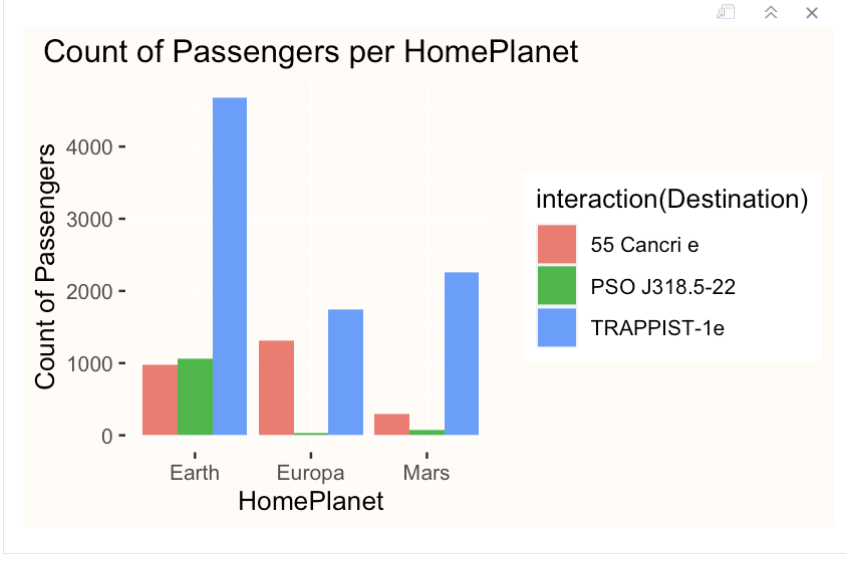 Count of Passengers per HomePlanet
Count of Passengers
4000
3000
2000
1000
0
Earth Europa Mars
HomePlanet
interaction(Destination)
55 Cancri e
PSO J318.5-22
TRAPPIST-1e